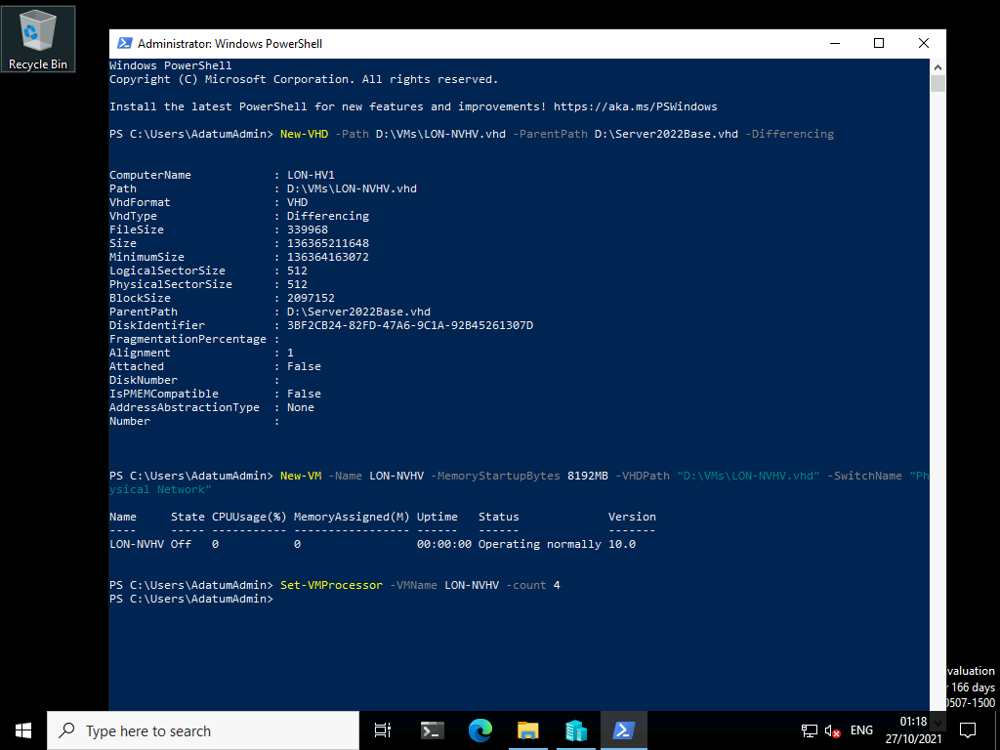 Recycle Bin
Administrator: Windows PowerShell
Windows PowerShell
Copyright (C) Microsoft Corporation. All rights reserved.
Install the latest PowerShell for new features and improvements! https://aka.ms/PSWindows
PS C:\Users\AdatumAdmin> New-VHD -Path D:\VMs\LON-NVHV.vhd -ParentPath D:\Server2022Base.vhd -Differencing
ComputerName : LON-HV1
Path : D:\VMs\LON-NVHV.vhd
VhdFormat : VHD
VhdType : Differencing
FileSize : 339968
Size : 136365211648
MinimumSize : 136364163072
LogicalSectorSize : 512
PhysicalSectorSize : 512
BlockSize : 2097152
ParentPath : D:\Server2022Base.vhd
DiskIdentifier : 3BF2CB24-82FD-47A6-9C1A-92B45261307D
FragmentationPercentage :
Alignment : 1
Attached : False
DiskNumber :
IsPMEMCompatible : False
AddressAbstractionType : None
Number :
PS C:\Users\AdatumAdmin> New-VM -Name LON-NVHV -MemoryStartupBytes 8192MB -VHDPath "D:\VMs\LON-NVHV.vhd" -SwitchName "Ph
ysical Network"
Name State CPUUsage(%) MemoryAssigned(M) Uptime Status Version
---- ----- ----------- ----------------- ------ ------ -------
LON-NVHV Off 0 0 00:00:00 Operating normally 10.0
PS C:\Users\AdatumAdmin> Set-VMProcessor -VMName LON-NVHV -count 4
PS C:\Users\AdatumAdmin>
valuation
166 days
0507-1500
Type here to search
ENG
01:18
27/10/2021